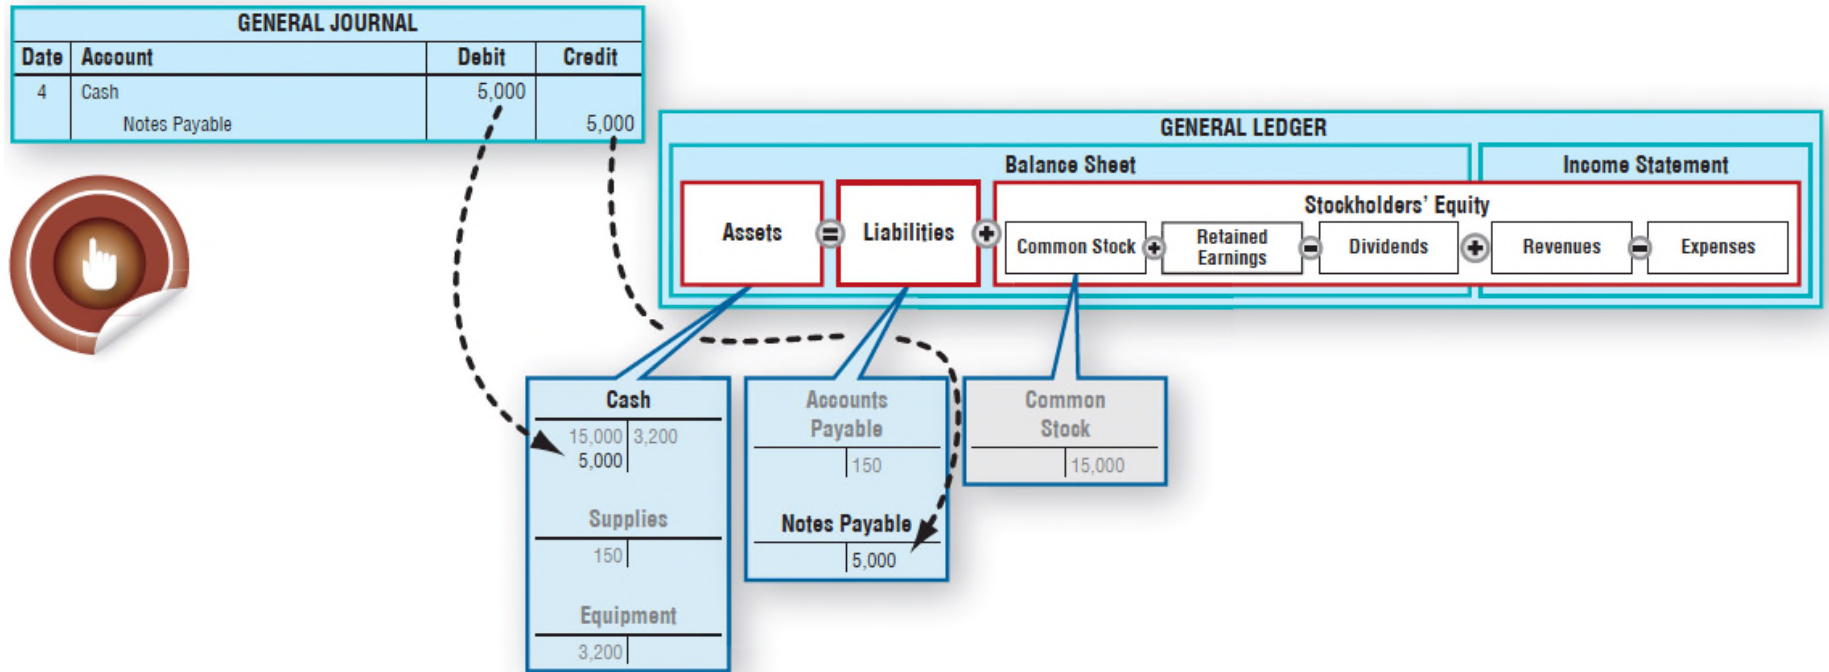 GENERAL JOURNAL
Date Account Debit Credit
4 Cash 5,000
Notes Payable 5,000
GENERAL LEDGER
Balance Sheet Income Statement
Stockholders' Equity
Assets = Liabilities + Common Stock + Retained Earnings − Dividends + Revenues − Expenses
Cash
15,000 3,200
5,000
Supplies
150
Equipment
3,200
Accounts
Payable
150
Notes Payable
5,000
Common
Stock
15,000